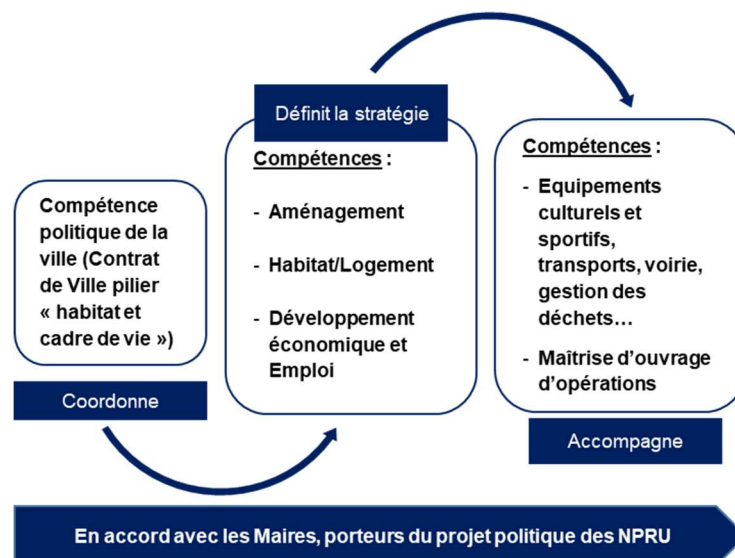 Compétence
politique de la
ville (Contrat
de Ville pilier
« habitat et
cadre de vie »)
Coordonne
Définit la stratégie
Compétences :
- Aménagement
- Habitat/Logement
- Développement
économique et
Emploi
Compétences :
- Equipements
culturels et
sportifs,
transports, voirie,
gestion des
déchets…
- Maîtrise d’ouvrage
d’opérations
Accompagne
En accord avec les Maires, porteurs du projet politique des NPRU